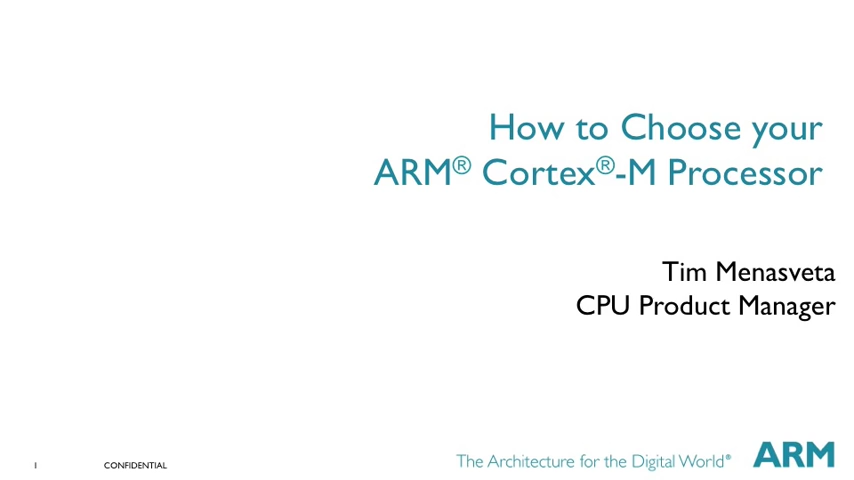 How to Choose your
ARM® Cortex®-M Processor
Tim Menasveta
CPU Product Manager
1 CONFIDENTIAL The Architecture for the Digital World® ARM